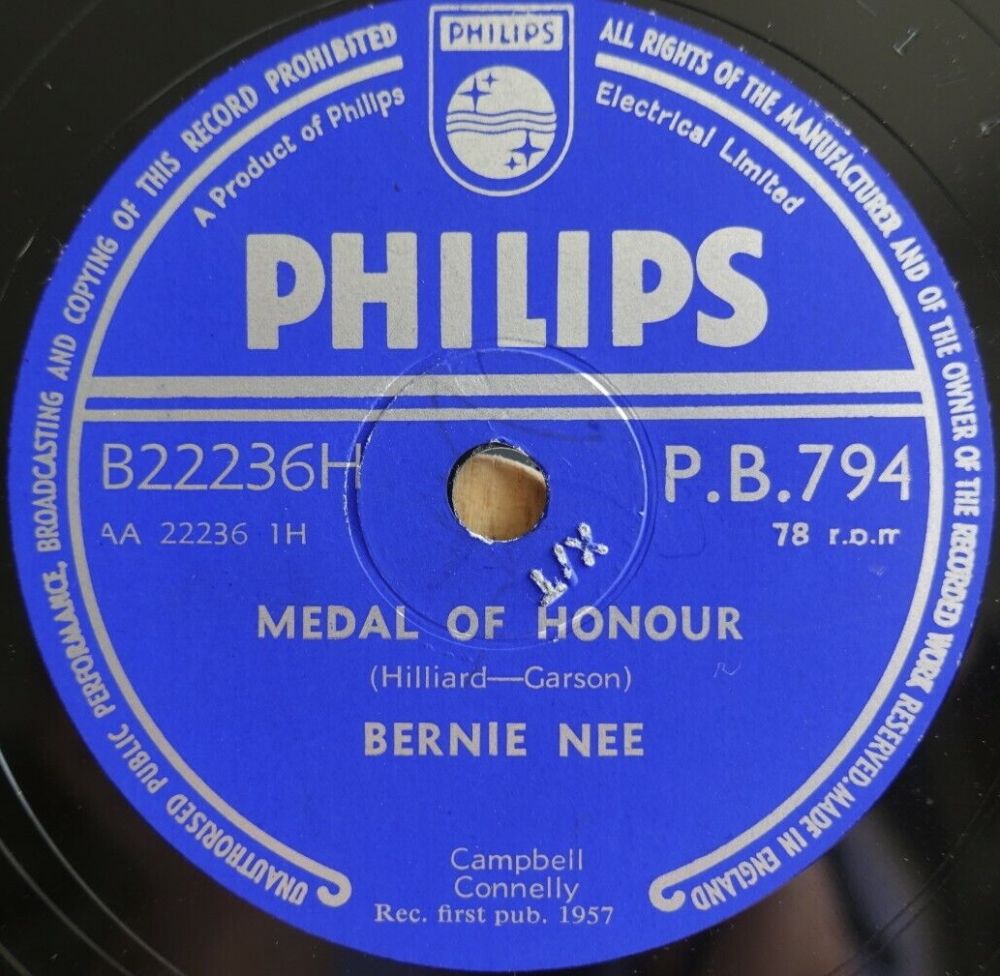 PHILIPS
UNAUTHORISED PUBLIC PERFORMANCE, BROADCASTING AND COPYING OF THIS RECORD PROHIBITED
ALL RIGHTS OF THE MANUFACTURER AND OF THE OWNER OF THE RECORDED WORK RESERVED. MADE IN ENGLAND
A Product of Philips
Electrical Limited
PHILIPS
B22236H
P.B.794
AA 22236 1H
78 r.p.m
MEDAL OF HONOUR
(Hilliard—Garson)
BERNIE NEE
Campbell
Connelly
Rec. first pub. 1957